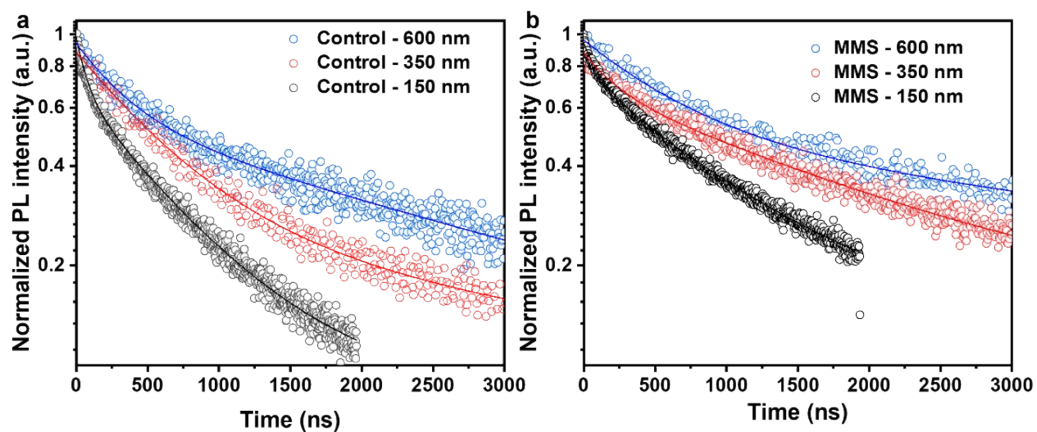 a
Control - 600 nm
Control - 350 nm
Control - 150 nm
Normalized PL intensity (a.u.)
1
0.8
0.6
0.4
0.2
0 500 1000 1500 2000 2500 3000
Time (ns)
b
MMS - 600 nm
MMS - 350 nm
MMS - 150 nm
Normalized PL intensity (a.u.)
1
0.8
0.6
0.4
0.2
0 500 1000 1500 2000 2500 3000
Time (ns)